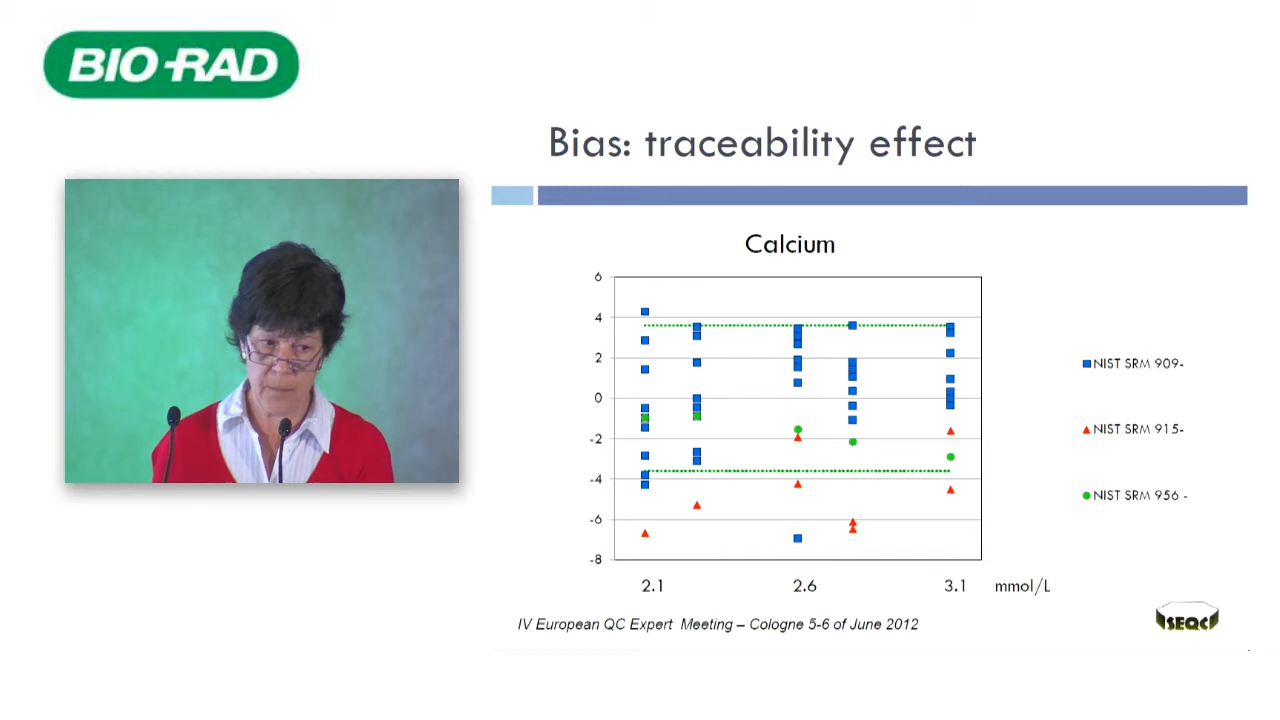 BIO-RAD
Bias: traceability effect
Calcium
6
4
2
0
-2
-4
-6
-8
2.1 2.6 3.1 mmol/L
NIST SRM 909-
NIST SRM 915-
NIST SRM 956 -
IV European QC Expert Meeting – Cologne 5-6 of June 2012
SEQC